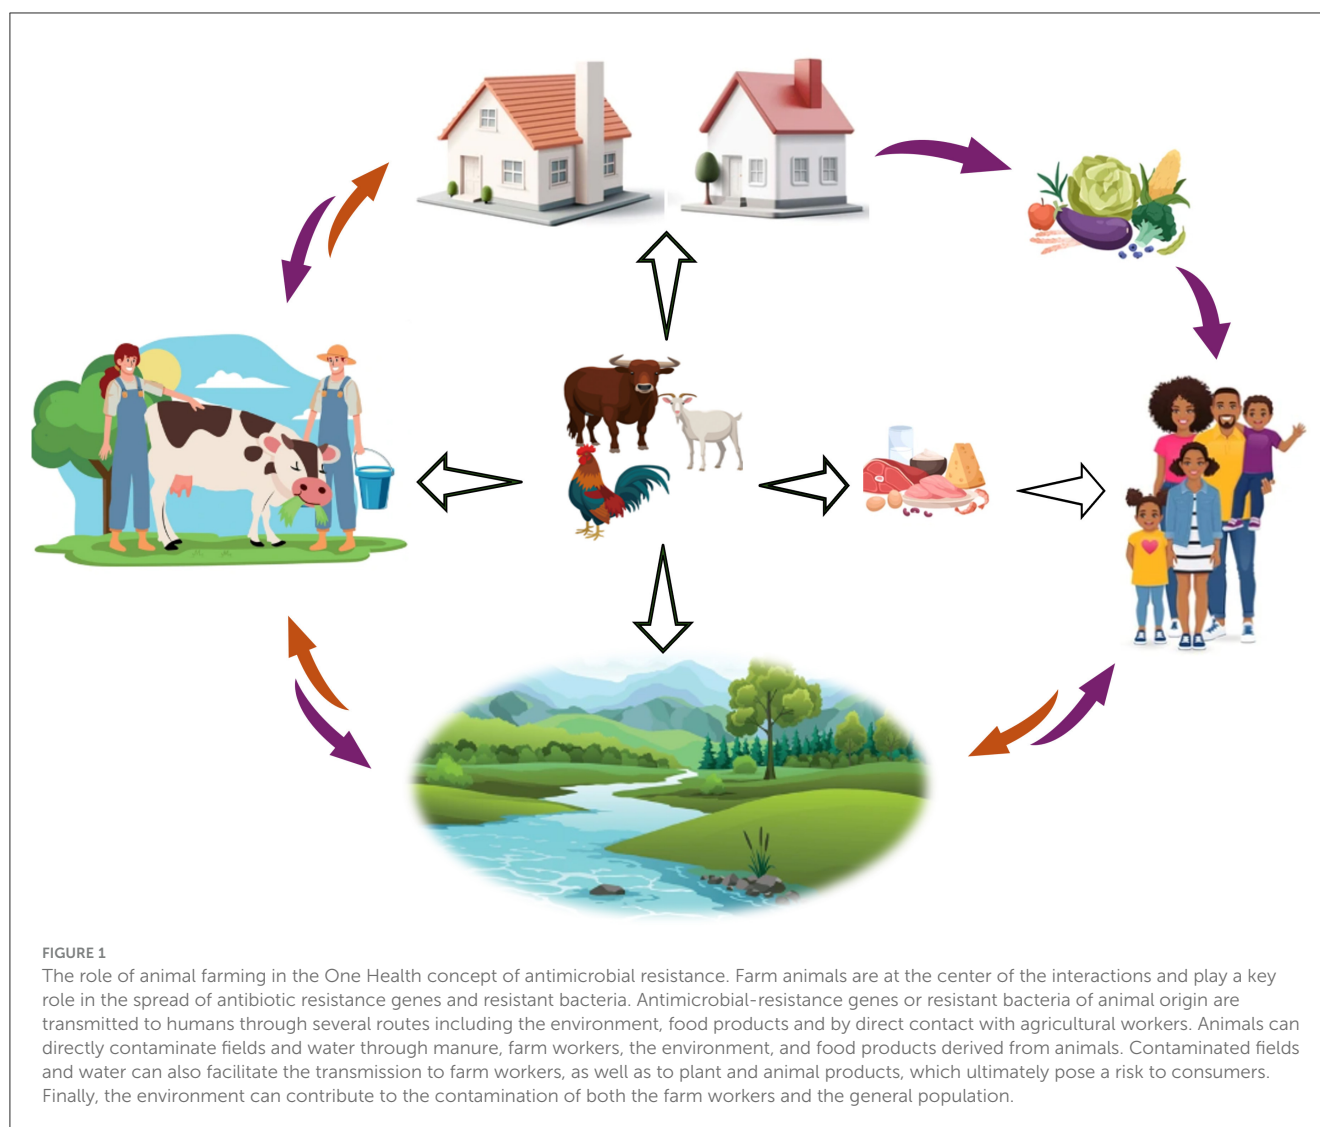 FIGURE 1
The role of animal farming in the One Health concept of antimicrobial resistance. Farm animals are at the center of the interactions and play a key
role in the spread of antibiotic resistance genes and resistant bacteria. Antimicrobial-resistance genes or resistant bacteria of animal origin are
transmitted to humans through several routes including the environment, food products and by direct contact with agricultural workers. Animals can
directly contaminate fields and water through manure, farm workers, the environment, and food products derived from animals. Contaminated fields
and water can also facilitate the transmission to farm workers, as well as to plant and animal products, which ultimately pose a risk to consumers.
Finally, the environment can contribute to the contamination of both the farm workers and the general population.